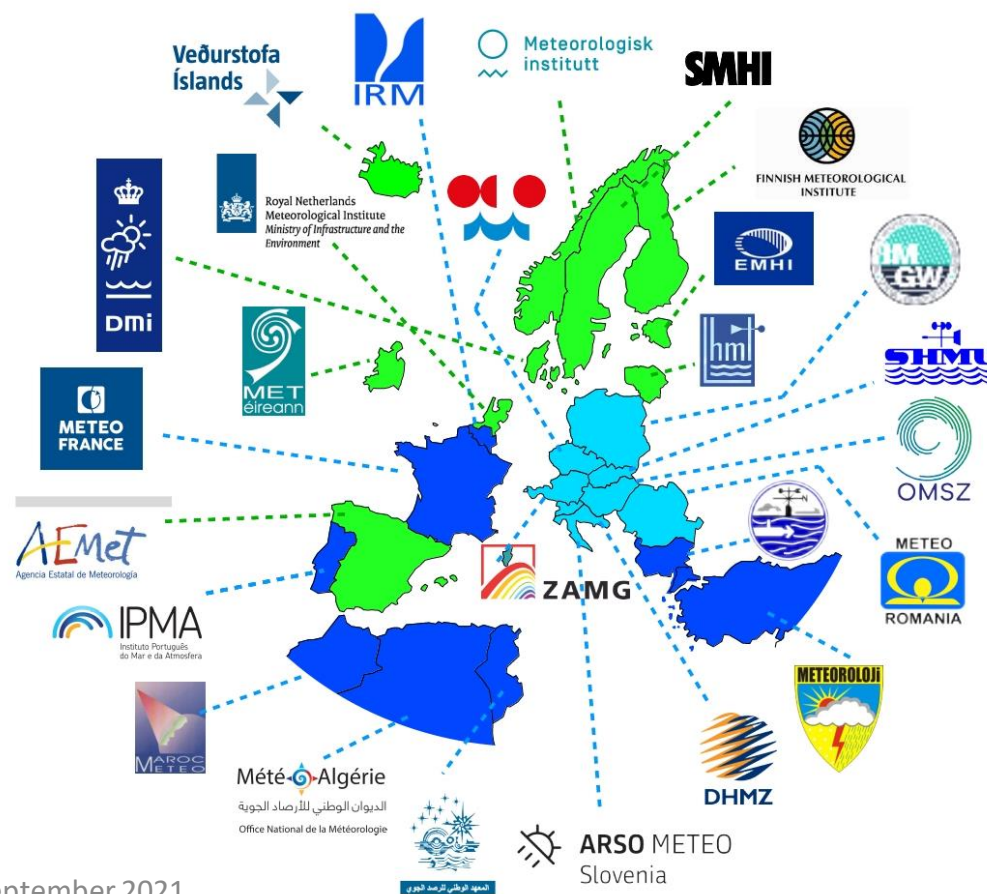 Veðurstofa
Íslands
IRM
Meteorologisk
institutt
SMHI
FINNISH METEOROLOGICAL
INSTITUTE
Royal Netherlands
Meteorological Institute
Ministry of Infrastructure and the
Environment
EMHI
IMGW
DMi
MET
éireann
hml
SHMU
METEO
FRANCE
OMSZ
AEMet
Agencia Estatal de Meteorología
N
METEO
ROMANIA
ZAMG
IPMA
Instituto Português
do Mar e da Atmosfera
METEOROLOJİ
MAROC
METEO
DHMZ
Mété Algérie
الديوان الوطني للأرصاد الجوية
Office National de la Météorologie
المعهد الوطني للرصد الجوي
ARSO METEO
Slovenia
2021